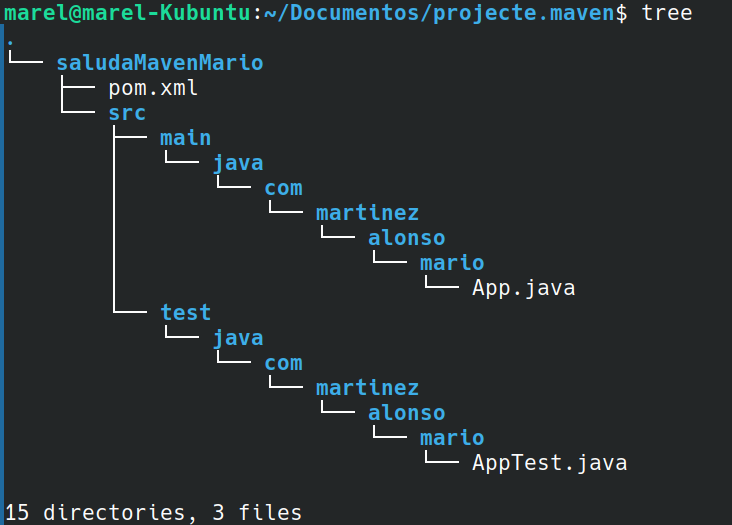 marel@marel-Kubuntu:~/Documentos/projecte.maven$ tree
.
└── saludaMavenMario
    ├── pom.xml
    └── src
        ├── main
        │   └── java
        │       └── com
        │           └── martinez
        │               └── alonso
        │                   └── mario
        │                       └── App.java
        └── test
            └── java
                └── com
                    └── martinez
                        └── alonso
                            └── mario
                                └── AppTest.java

15 directories, 3 files